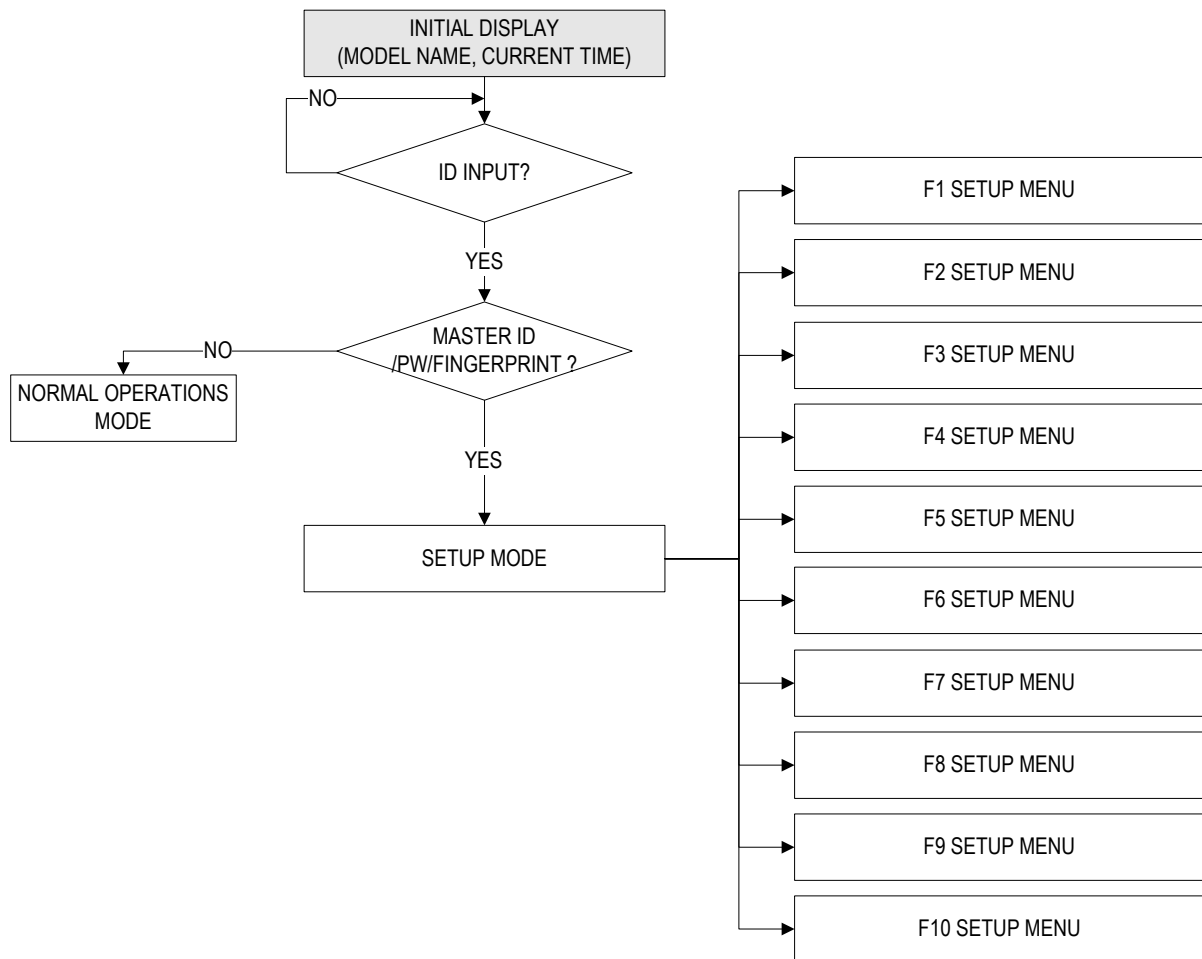 INITIAL DISPLAY
(MODEL NAME, CURRENT TIME)
NO
ID INPUT?
YES
MASTER ID
/PW/FINGERPRINT ?
NO
NORMAL OPERATIONS
MODE
YES
SETUP MODE
F1 SETUP MENU
F2 SETUP MENU
F3 SETUP MENU
F4 SETUP MENU
F5 SETUP MENU
F6 SETUP MENU
F7 SETUP MENU
F8 SETUP MENU
F9 SETUP MENU
F10 SETUP MENU